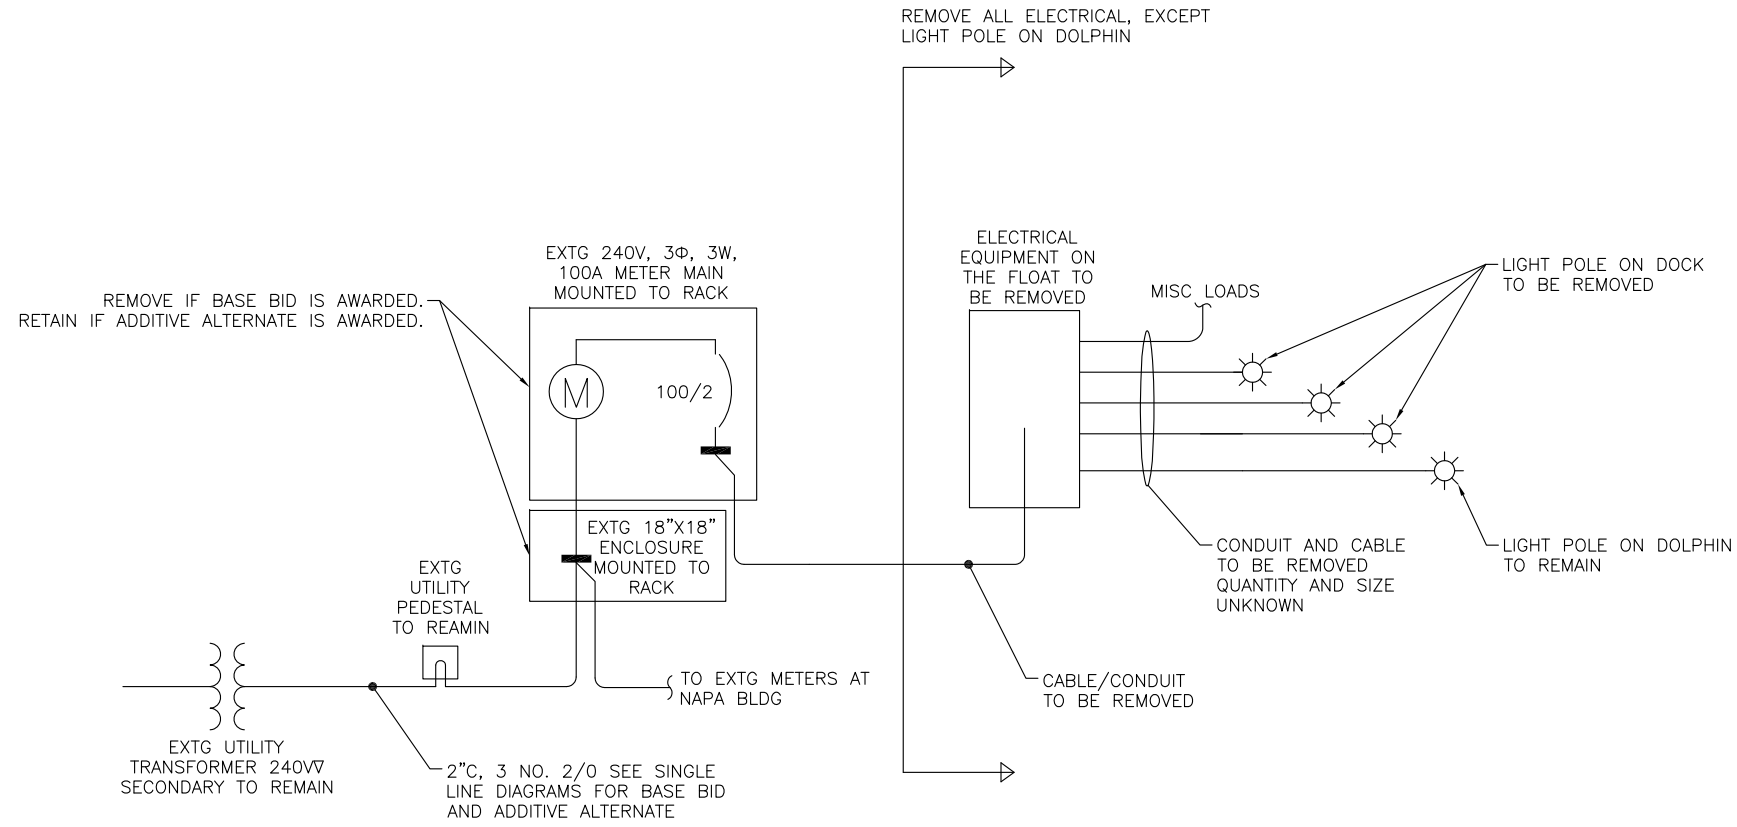 REMOVE ALL ELECTRICAL, EXCEPT
LIGHT POLE ON DOLPHIN
ELECTRICAL
EQUIPMENT ON
THE FLOAT TO
BE REMOVED
EXTG 240V, 3Φ, 3W,
100A METER MAIN
MOUNTED TO RACK
REMOVE IF BASE BID IS AWARDED.
RETAIN IF ADDITIVE ALTERNATE IS AWARDED.
MISC LOADS
LIGHT POLE ON DOCK
TO BE REMOVED
M
100/2
EXTG 18"X18"
ENCLOSURE
MOUNTED TO
RACK
CONDUIT AND CABLE
TO BE REMOVED
QUANTITY AND SIZE
UNKNOWN
LIGHT POLE ON DOLPHIN
TO REMAIN
EXTG
UTILITY
PEDESTAL
TO REAMIN
TO EXTG METERS AT
NAPA BLDG
CABLE/CONDUIT
TO BE REMOVED
EXTG UTILITY
TRANSFORMER 240V∇
SECONDARY TO REMAIN
2"C, 3 NO. 2/0 SEE SINGLE
LINE DIAGRAMS FOR BASE BID
AND ADDITIVE ALTERNATE